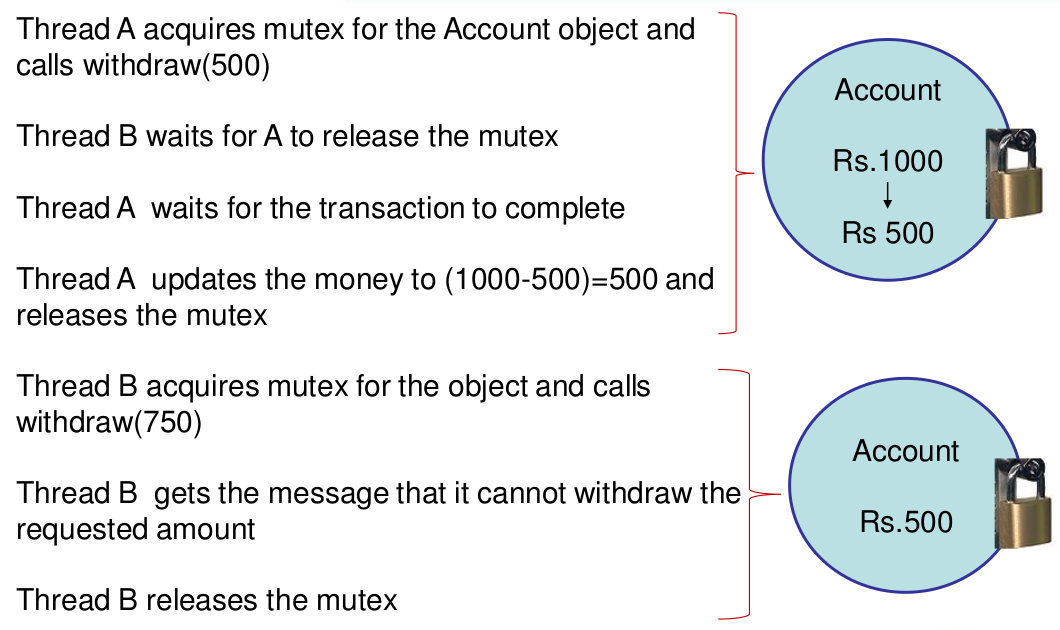 Thread A acquires mutex for the Account object and
calls withdraw(500)
Thread B waits for A to release the mutex
Thread A  waits for the transaction to complete
Thread A  updates the money to (1000-500)=500 and
releases the mutex
Account
Rs.1000
Rs 500
Thread B acquires mutex for the object and calls
withdraw(750)
Thread B  gets the message that it cannot withdraw the
requested amount
Thread B releases the mutex
Account
Rs.500